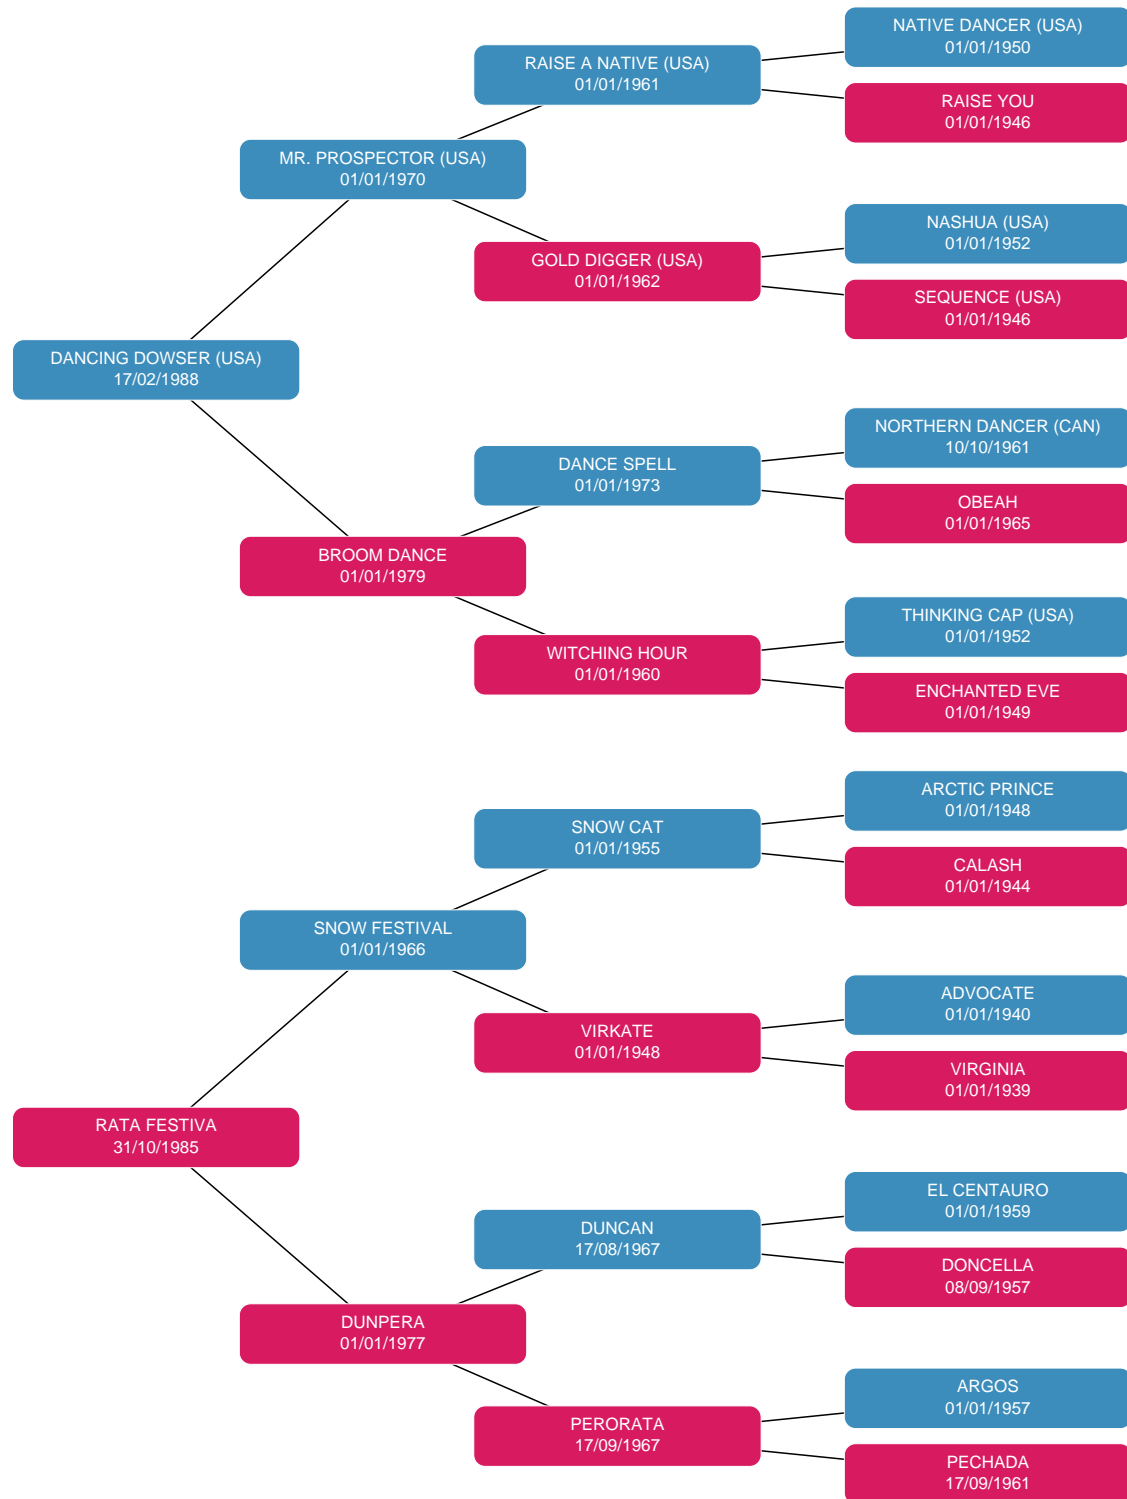 NATIVE DANCER (USA)
01/01/1950
RAISE A NATIVE (USA)
01/01/1961
RAISE YOU
01/01/1946
MR. PROSPECTOR (USA)
01/01/1970
NASHUA (USA)
01/01/1952
GOLD DIGGER (USA)
01/01/1962
SEQUENCE (USA)
01/01/1946
DANCING DOWSER (USA)
17/02/1988
NORTHERN DANCER (CAN)
10/10/1961
DANCE SPELL
01/01/1973
OBEAH
01/01/1965
BROOM DANCE
01/01/1979
THINKING CAP (USA)
01/01/1952
WITCHING HOUR
01/01/1960
ENCHANTED EVE
01/01/1949
ARCTIC PRINCE
01/01/1948
SNOW CAT
01/01/1955
CALASH
01/01/1944
SNOW FESTIVAL
01/01/1966
ADVOCATE
01/01/1940
VIRKATE
01/01/1948
VIRGINIA
01/01/1939
RATA FESTIVA
31/10/1985
EL CENTAURO
01/01/1959
DUNCAN
17/08/1967
DONCELLA
08/09/1957
DUNPERA
01/01/1977
ARGOS
01/01/1957
PERORATA
17/09/1967
PECHADA
17/09/1961